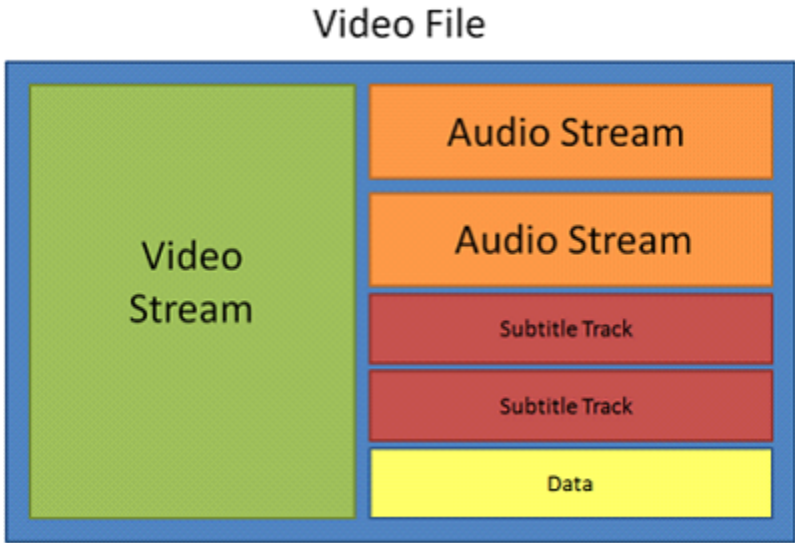 Video File
Video
Stream
Audio Stream
Audio Stream
Subtitle Track
Subtitle Track
Data